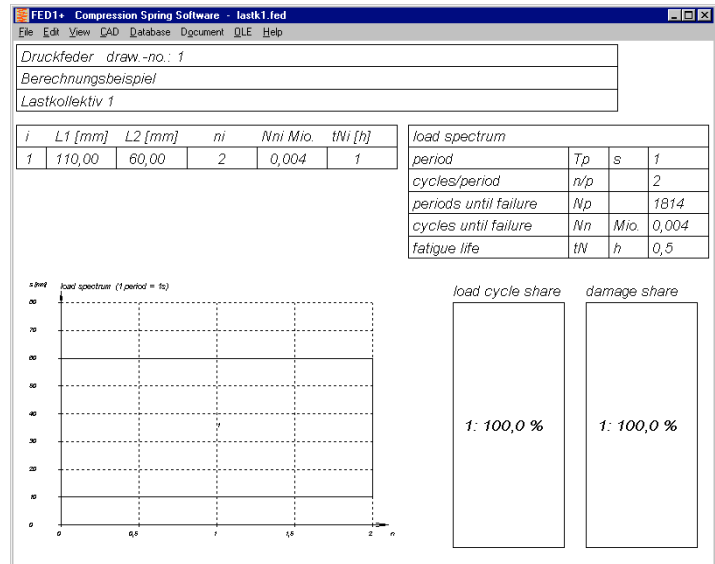 FED1+ Compression Spring Software - lastk1.fed
File Edit View CAD Database Document OLE Help
Druckfeder draw.-no.: 1
Berechnungsbeispiel
Lastkollektiv 1
i L1 [mm] L2 [mm] ni Nni Mio. tNi [h]
1 110,00 60,00 2 0,004 1
load spectrum
period Tp s 1
cycles/period n/p 2
periods until failure Np 1814
cycles until failure Nn Mio. 0,004
fatigue life tN h 0,5
s [mm] load spectrum (1 period = 1s)
80
70
60
50
40
30
20
10
0
1
0 0,5 1 1,5 2 n
load cycle share damage share
1: 100,0 % 1: 100,0 %